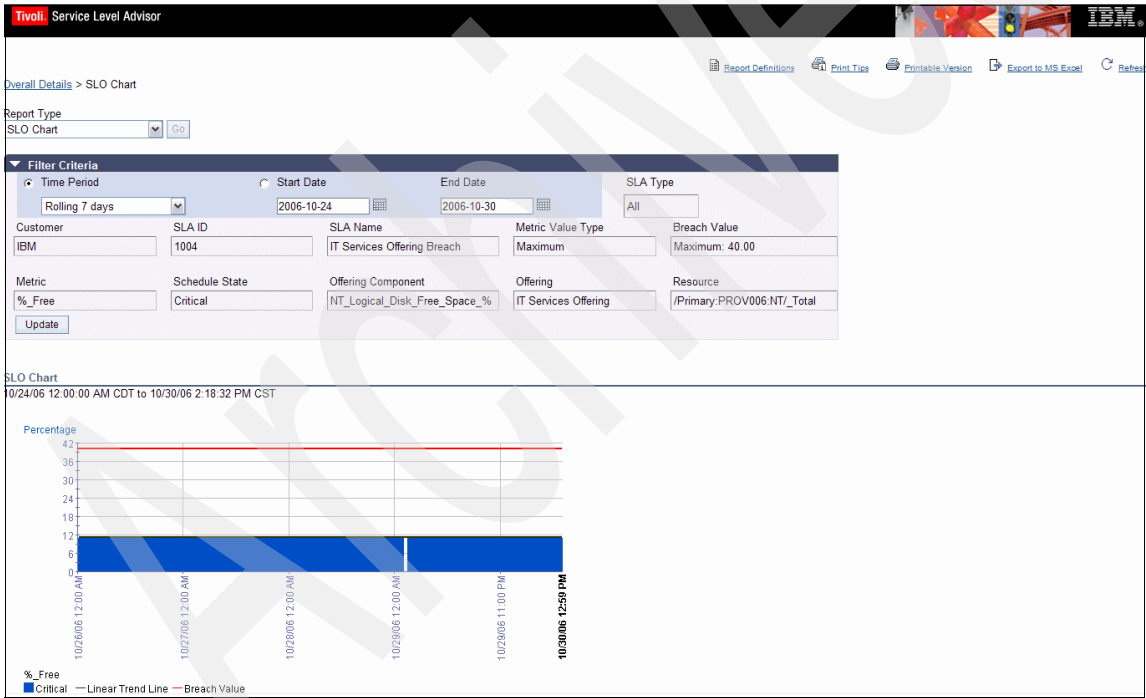 Tivoli. Service Level Advisor IBM®
Report Definitions Print Tips Printable Version Export to MS Excel Refresh
Overall Details > SLO Chart
Report Type
SLO Chart Go
Filter Criteria
Time Period Start Date End Date SLA Type
Rolling 7 days 2006-10-24 2006-10-30 All
Customer SLA ID SLA Name Metric Value Type Breach Value
IBM 1004 IT Services Offering Breach Maximum Maximum: 40.00
Metric Schedule State Offering Component Offering Resource
%_Free Critical NT_Logical_Disk_Free_Space_% IT Services Offering /Primary:PROV006:NT/_Total
Update
SLO Chart
10/24/06 12:00:00 AM CDT to 10/30/06 2:18:32 PM CST
Percentage
42
36
30
24
18
12
6
0
10/26/06 12:00 AM
10/27/06 12:00 AM
10/28/06 12:00 AM
10/29/06 12:00 AM
10/29/06 11:00 PM
10/30/06 12:59 PM
%_Free
Critical Linear Trend Line Breach Value
Archive